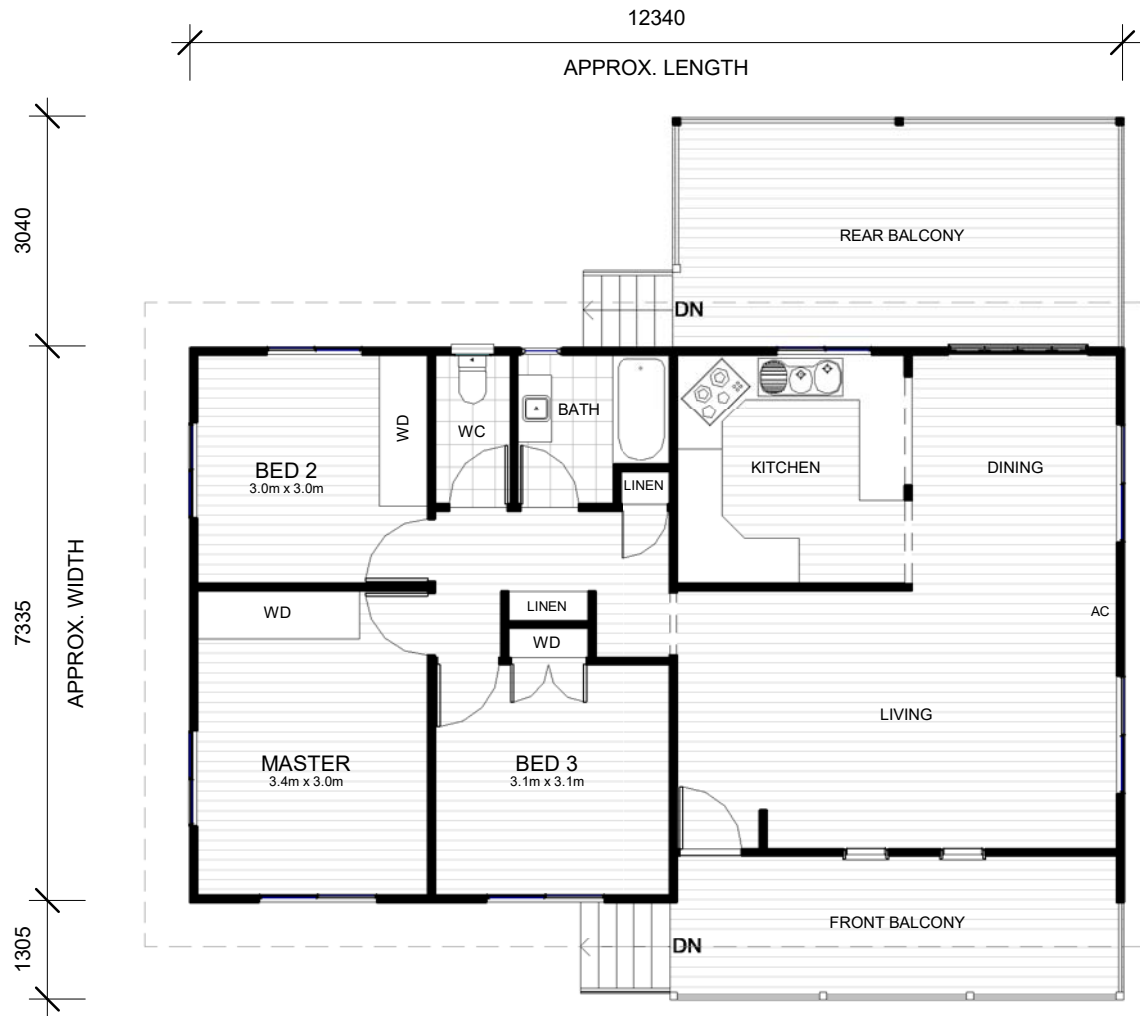 12340
APPROX. LENGTH
3040
REAR BALCONY
DN
WD
WC
BATH
BED 2
3.0m x 3.0m
LINEN
KITCHEN
DINING
7335
APPROX. WIDTH
WD
LINEN
WD
AC
LIVING
MASTER
3.4m x 3.0m
BED 3
3.1m x 3.1m
1305
FRONT BALCONY
DN